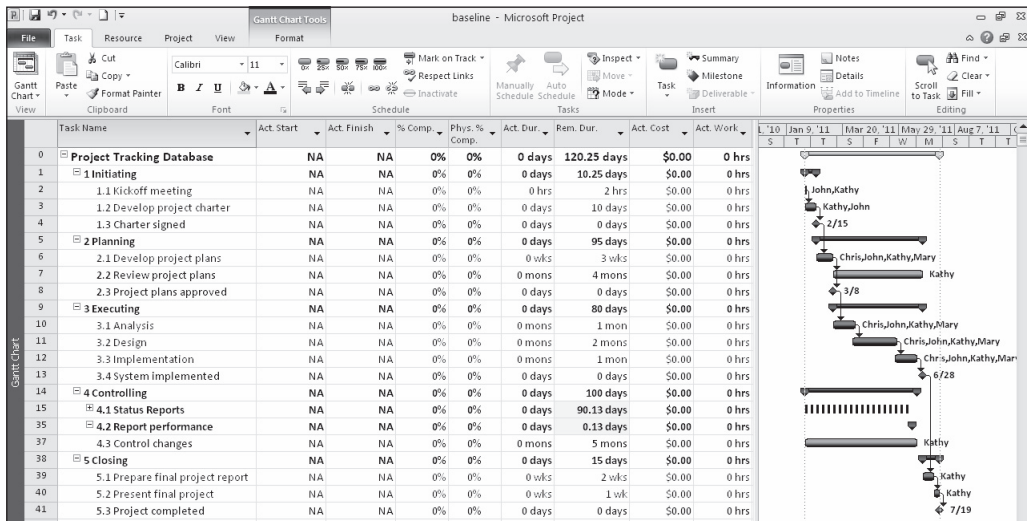 Gantt Chart Tools
baseline - Microsoft Project
File Task Resource Project View Format
Cut
Copy
Format Painter
Paste
Clipboard
Gantt Chart
View
Calibri 11
B I U A
Font
0% 25% 50% 75% 100%
Mark on Track
Respect Links
Inactivate
Schedule
Manually Schedule
Auto Schedule
Inspect
Move
Mode
Tasks
Task
Summary
Milestone
Deliverable
Insert
Information
Notes
Details
Add to Timeline
Properties
Scroll to Task
Find
Clear
Fill
Editing
Task Name Act. Start Act. Finish % Comp. Phys. % Comp. Act. Dur. Rem. Dur. Act. Cost Act. Work
0 Project Tracking Database NA NA 0% 0% 0 days 120.25 days $0.00 0 hrs
1 1 Initiating NA NA 0% 0% 0 days 10.25 days $0.00 0 hrs
2 1.1 Kickoff meeting NA NA 0% 0% 0 hrs 2 hrs $0.00 0 hrs
3 1.2 Develop project charter NA NA 0% 0% 0 days 10 days $0.00 0 hrs
4 1.3 Charter signed NA NA 0% 0% 0 days 0 days $0.00 0 hrs
5 2 Planning NA NA 0% 0% 0 days 95 days $0.00 0 hrs
6 2.1 Develop project plans NA NA 0% 0% 0 wks 3 wks $0.00 0 hrs
7 2.2 Review project plans NA NA 0% 0% 0 mons 4 mons $0.00 0 hrs
8 2.3 Project plans approved NA NA 0% 0% 0 days 0 days $0.00 0 hrs
9 3 Executing NA NA 0% 0% 0 days 80 days $0.00 0 hrs
10 3.1 Analysis NA NA 0% 0% 0 mons 1 mon $0.00 0 hrs
11 3.2 Design NA NA 0% 0% 0 mons 2 mons $0.00 0 hrs
12 3.3 Implementation NA NA 0% 0% 0 mons 1 mon $0.00 0 hrs
13 3.4 System implemented NA NA 0% 0% 0 days 0 days $0.00 0 hrs
14 4 Controlling NA NA 0% 0% 0 days 100 days $0.00 0 hrs
15 4.1 Status Reports NA NA 0% 0% 0 days 90.13 days $0.00 0 hrs
35 4.2 Report performance NA NA 0% 0% 0 days 0.13 days $0.00 0 hrs
37 4.3 Control changes NA NA 0% 0% 0 mons 5 mons $0.00 0 hrs
38 5 Closing NA NA 0% 0% 0 days 15 days $0.00 0 hrs
39 5.1 Prepare final project report NA NA 0% 0% 0 wks 2 wks $0.00 0 hrs
40 5.2 Present final project NA NA 0% 0% 0 wks 1 wk $0.00 0 hrs
41 5.3 Project completed NA NA 0% 0% 0 days 0 days $0.00 0 hrs
Gantt Chart
, '10 Jan 9, '11 Mar 20, '11 May 29, '11 Aug 7, '11
S T T S F W M S T T
John,Kathy
Kathy,John
2/15
Chris,John,Kathy,Mary
Kathy
3/8
Chris,John,Kathy,Mary
Chris,John,Kathy,Mary
Chris,John,Kathy,Mary
6/28
Kathy
Kathy
Kathy
7/19